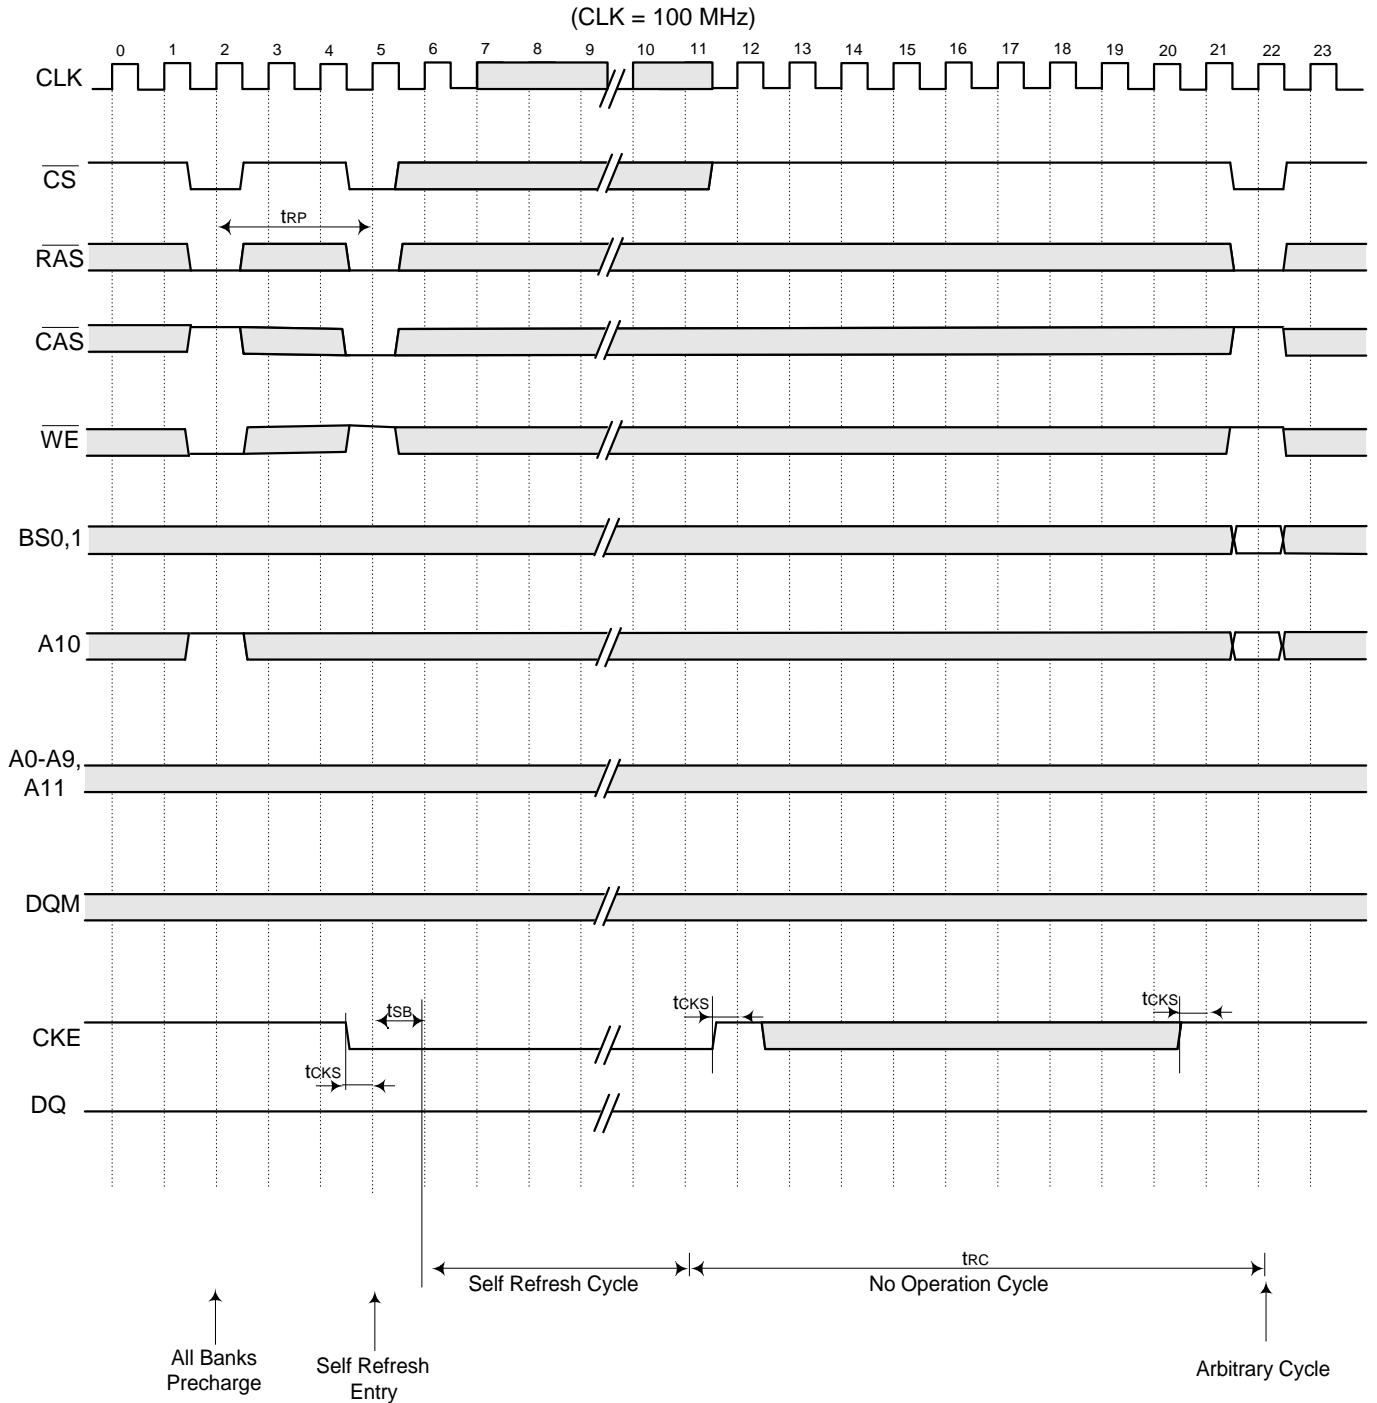 (CLK = 100 MHz)
0 1 2 3 4 5 6 7 8 9 10 11 12 13 14 15 16 17 18 19 20 21 22 23
CLK
CS
tRP
RAS
CAS
WE
BS0,1
A10
A0-A9,
A11
DQM
tSB
tCKS
tCKS
CKE
tCKS
DQ
tRC
Self Refresh Cycle
No Operation Cycle
All Banks
Precharge
Self Refresh
Entry
Arbitrary Cycle